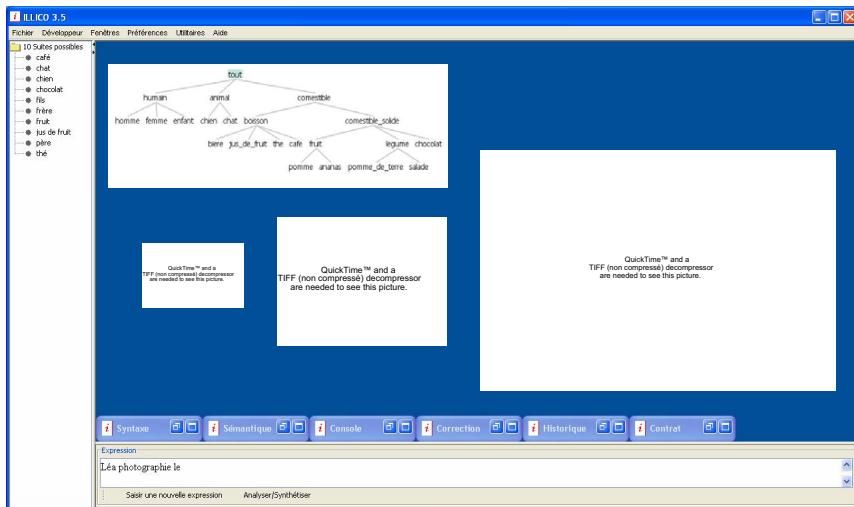 ILLICO 3.5
Fichier Développeur Fenêtres Préférences Utilitaires Aide
10 Suites possibles
café
chat
chien
chocolat
fils
frère
fruit
jus de fruit
père
thé
tout
humain animal comestible
homme femme enfant chien chat boisson comestible_solide
biere jus_de_fruit the cafe fruit legume chocolat
pomme ananas pomme_de_terre salade
QuickTime™ and a
TIFF (non compressé) decompressor
are needed to see this picture.
QuickTime™ and a
TIFF (non compressé) decompressor
are needed to see this picture.
QuickTime™ and a
TIFF (non compressé) decompressor
are needed to see this picture.
Syntaxe Sémantique Console Correction Historique Contrat
Expression
Léa photographie le
Saisir une nouvelle expression Analyser/Synthétiser